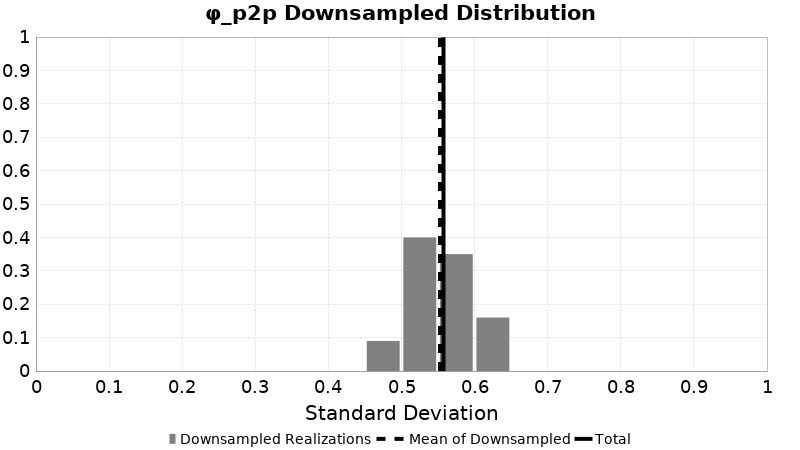 φ_p2p Downsampled Distribution
1
0.9
0.8
0.7
0.6
0.5
0.4
0.3
0.2
0.1
0
0 0.1 0.2 0.3 0.4 0.5 0.6 0.7 0.8 0.9 1
Standard Deviation
Downsampled Realizations Mean of Downsampled Total